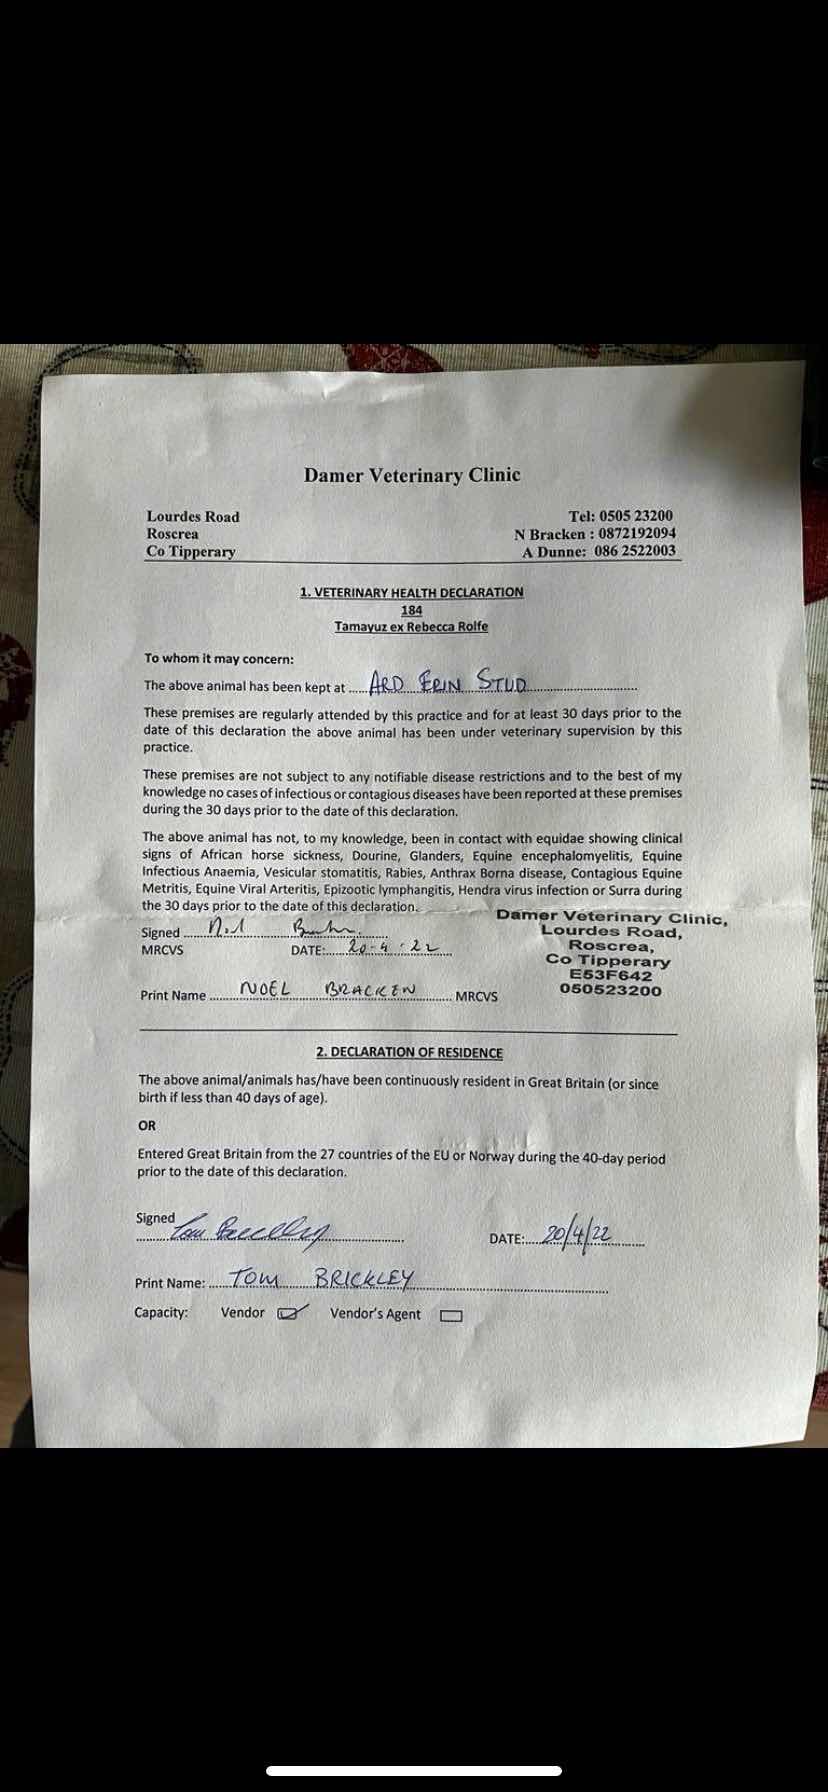 Damer Veterinary Clinic
Lourdes Road
Roscrea
Co Tipperary
Tel: 0505 23200
N Bracken : 0872192094
A Dunne: 086 2522003
1. VETERINARY HEALTH DECLARATION
184
Tamayuz ex Rebecca Rolfe
To whom it may concern:
The above animal has been kept at ARD ERIN STUD
These premises are regularly attended by this practice and for at least 30 days prior to the
date of this declaration the above animal has been under veterinary supervision by this
practice.
These premises are not subject to any notifiable disease restrictions and to the best of my
knowledge no cases of infectious or contagious diseases have been reported at these premises
during the 30 days prior to the date of this declaration.
The above animal has not, to my knowledge, been in contact with equidae showing clinical
signs of African horse sickness, Dourine, Glanders, Equine encephalomyelitis, Equine
Infectious Anaemia, Vesicular stomatitis, Rabies, Anthrax Borna disease, Contagious Equine
Metritis, Equine Viral Arteritis, Epizootic lymphangitis, Hendra virus infection or Surra during
the 30 days prior to the date of this declaration.
Signed
MRCVS DATE: 20-4-22
Print Name NOEL BRACKEN MRCVS
Damer Veterinary Clinic,
Lourdes Road,
Roscrea,
Co Tipperary
E53F642
050523200
2. DECLARATION OF RESIDENCE
The above animal/animals has/have been continuously resident in Great Britain (or since
birth if less than 40 days of age).
OR
Entered Great Britain from the 27 countries of the EU or Norway during the 40-day period
prior to the date of this declaration.
Signed Tom Brickley DATE: 20/4/22
Print Name: TOM BRICKLEY
Capacity: Vendor Vendor's Agent